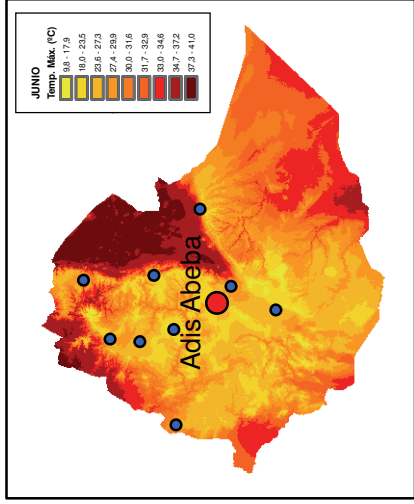 JUNIO
Temp. Máx. (ºC)
9,8 - 17,9
18,0 - 23,5
23,6 - 27,3
27,4 - 29,9
30,0 - 31,6
31,7 - 32,9
33,0 - 34,6
34,7 - 37,2
37,3 - 41,0
Adis Abeba